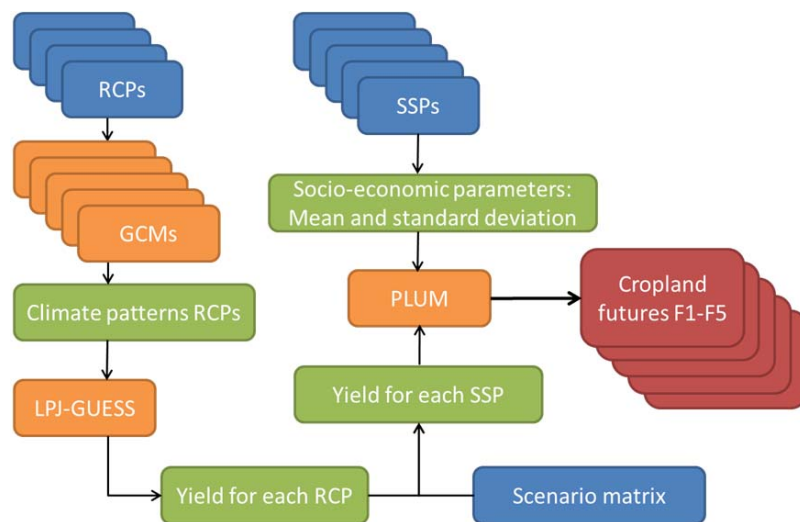 RCPs
SSPs
GCMs
Socio-economic parameters:
Mean and standard deviation
Climate patterns RCPs
PLUM
Cropland
futures F1-F5
LPJ-GUESS
Yield for each SSP
Yield for each RCP
Scenario matrix